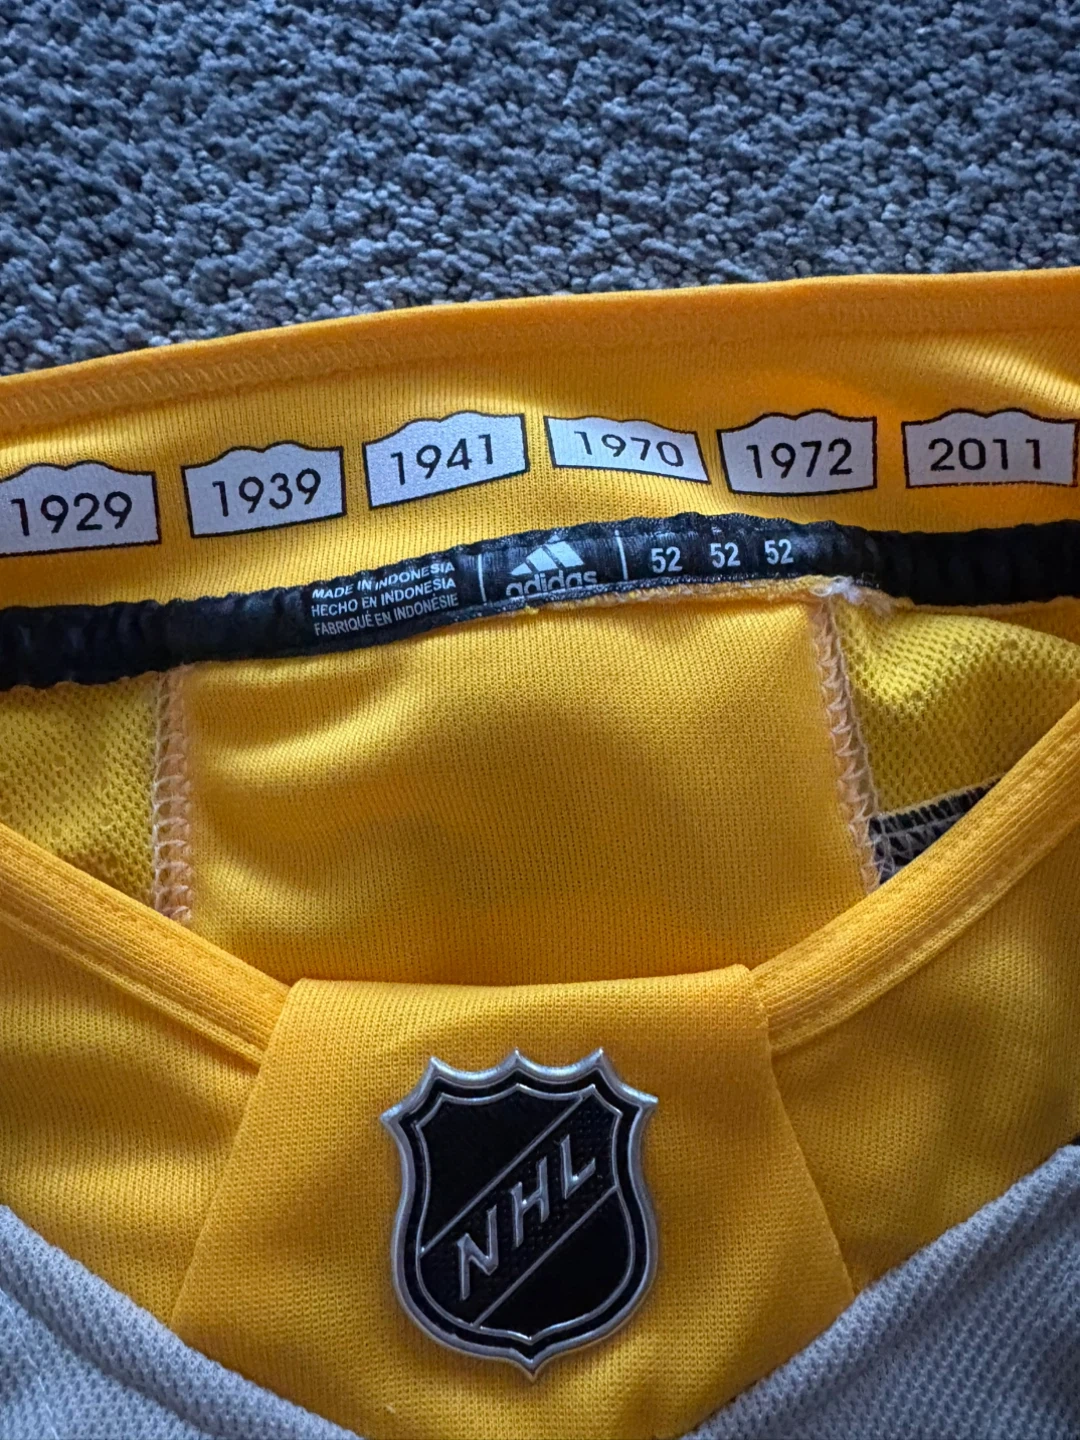 1929 1939 1941 1970 1972 2011
MADE IN INDONESIA
HECHO EN INDONESIA
FABRIQUÉ EN INDONÉSIE
adidas
52 52 52
NHL